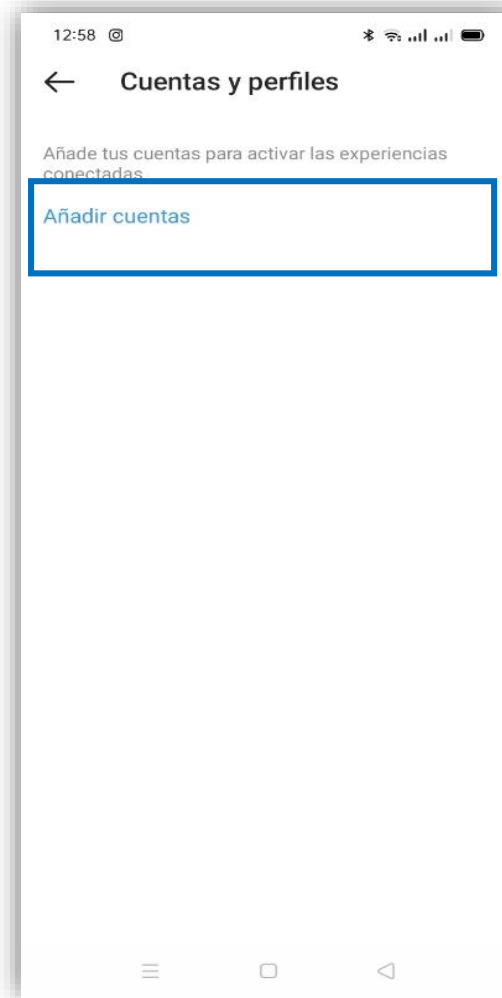 12:58
Cuentas y perfiles
Añade tus cuentas para activar las experiencias
conectadas.
Añadir cuentas